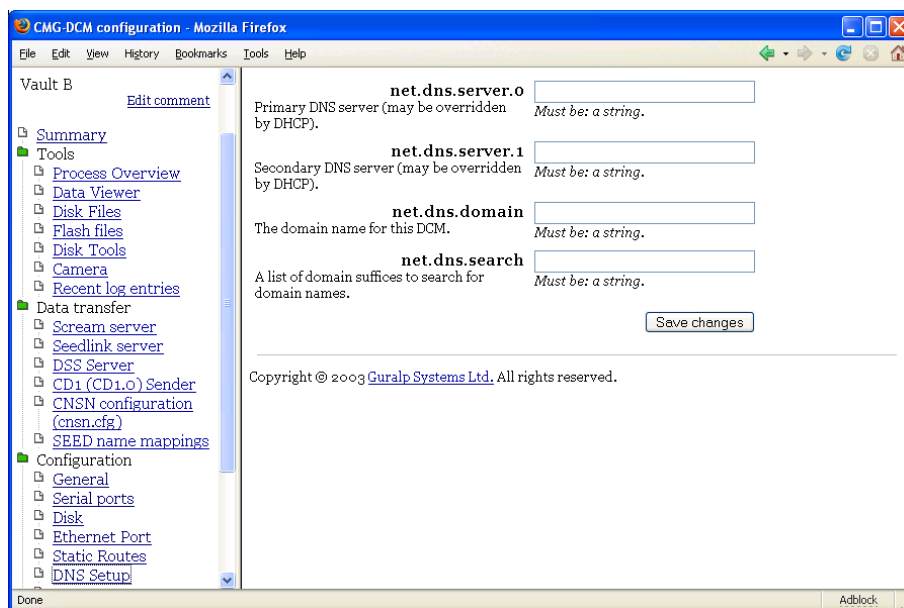 CMG-DCM configuration - Mozilla Firefox
File Edit View History Bookmarks Tools Help
Vault B
Edit comment
Summary
Tools
Process Overview
Data Viewer
Disk Files
Flash files
Disk Tools
Camera
Recent log entries
Data transfer
Scream server
Seedlink server
DSS Server
CD1 (CD1.0) Sender
CNSN configuration
(cnsn.cfg)
SEED name mappings
Configuration
General
Serial ports
Disk
Ethernet Port
Static Routes
DNS Setup
net.dns.server.0
Primary DNS server (may be overridden
by DHCP).
Must be: a string.
net.dns.server.1
Secondary DNS server (may be overridden
by DHCP).
Must be: a string.
net.dns.domain
The domain name for this DCM.
Must be: a string.
net.dns.search
A list of domain suffices to search for
domain names.
Must be: a string.
Save changes
Copyright © 2003 Guralp Systems Ltd. All rights reserved.
Done
Adblock